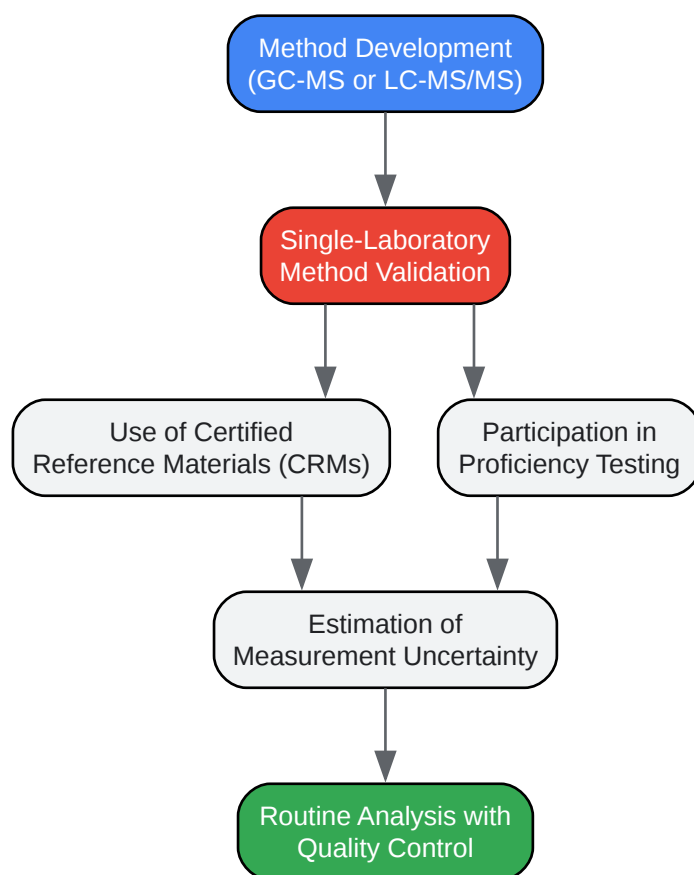 Method Development
(GC-MS or LC-MS/MS)
Single-Laboratory
Method Validation
Use of Certified
Reference Materials (CRMs)
Participation in
Proficiency Testing
Estimation of
Measurement Uncertainty
Routine Analysis with
Quality Control